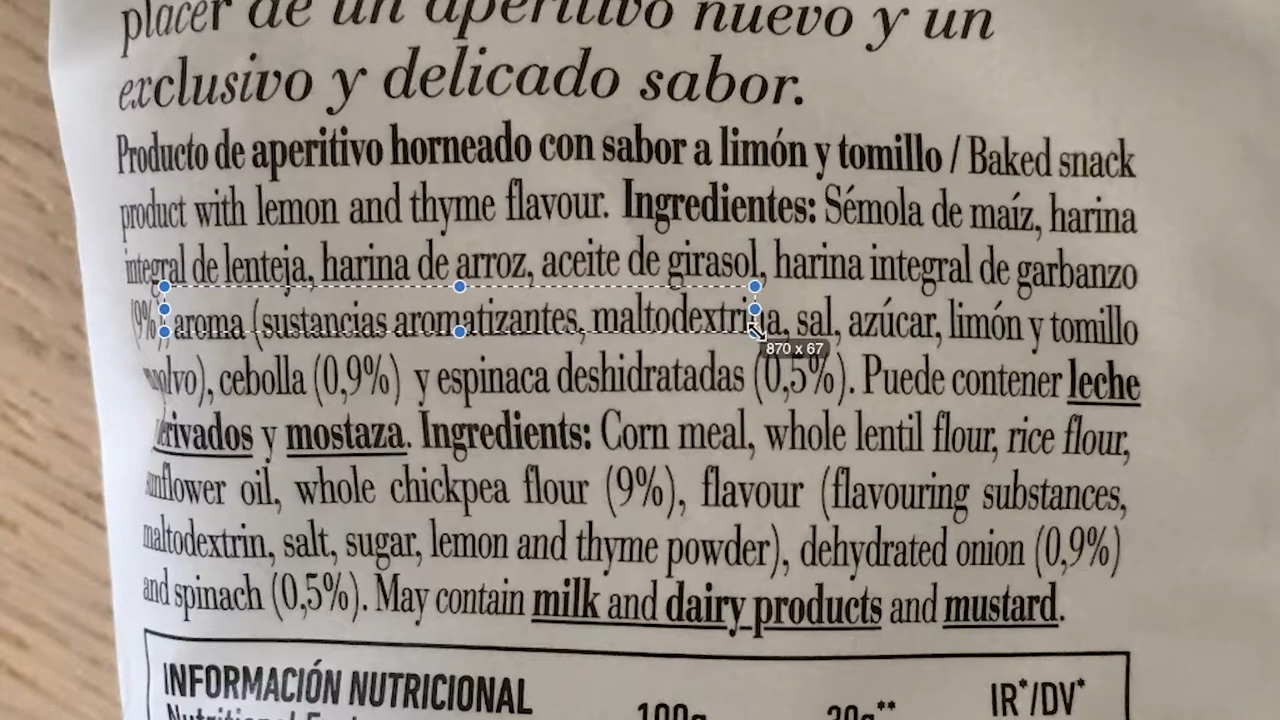 placer de un aperitivo nuevo y un
exclusivo y delicado sabor.
Producto de aperitivo horneado con sabor a limón y tomillo / Baked snack
product with lemon and thyme flavour. Ingredientes: Sémola de maíz, harina
integral de lenteja, harina de arroz, aceite de girasol, harina integral de garbanzo
(9%), aroma (sustancias aromatizantes, maltodextrina, sal, azúcar, limón y tomillo
polvo), cebolla (0,9%) y espinaca deshidratadas (0,5%). Puede contener leche
derivados y mostaza. Ingredients: Corn meal, whole lentil flour, rice flour,
sunflower oil, whole chickpea flour (9%), flavour (flavouring substances,
maltodextrin, salt, sugar, lemon and thyme powder), dehydrated onion (0,9%)
and spinach (0,5%). May contain milk and dairy products and mustard.
INFORMACIÓN NUTRICIONAL
100g 30g** IR*/DV*
870 x 67